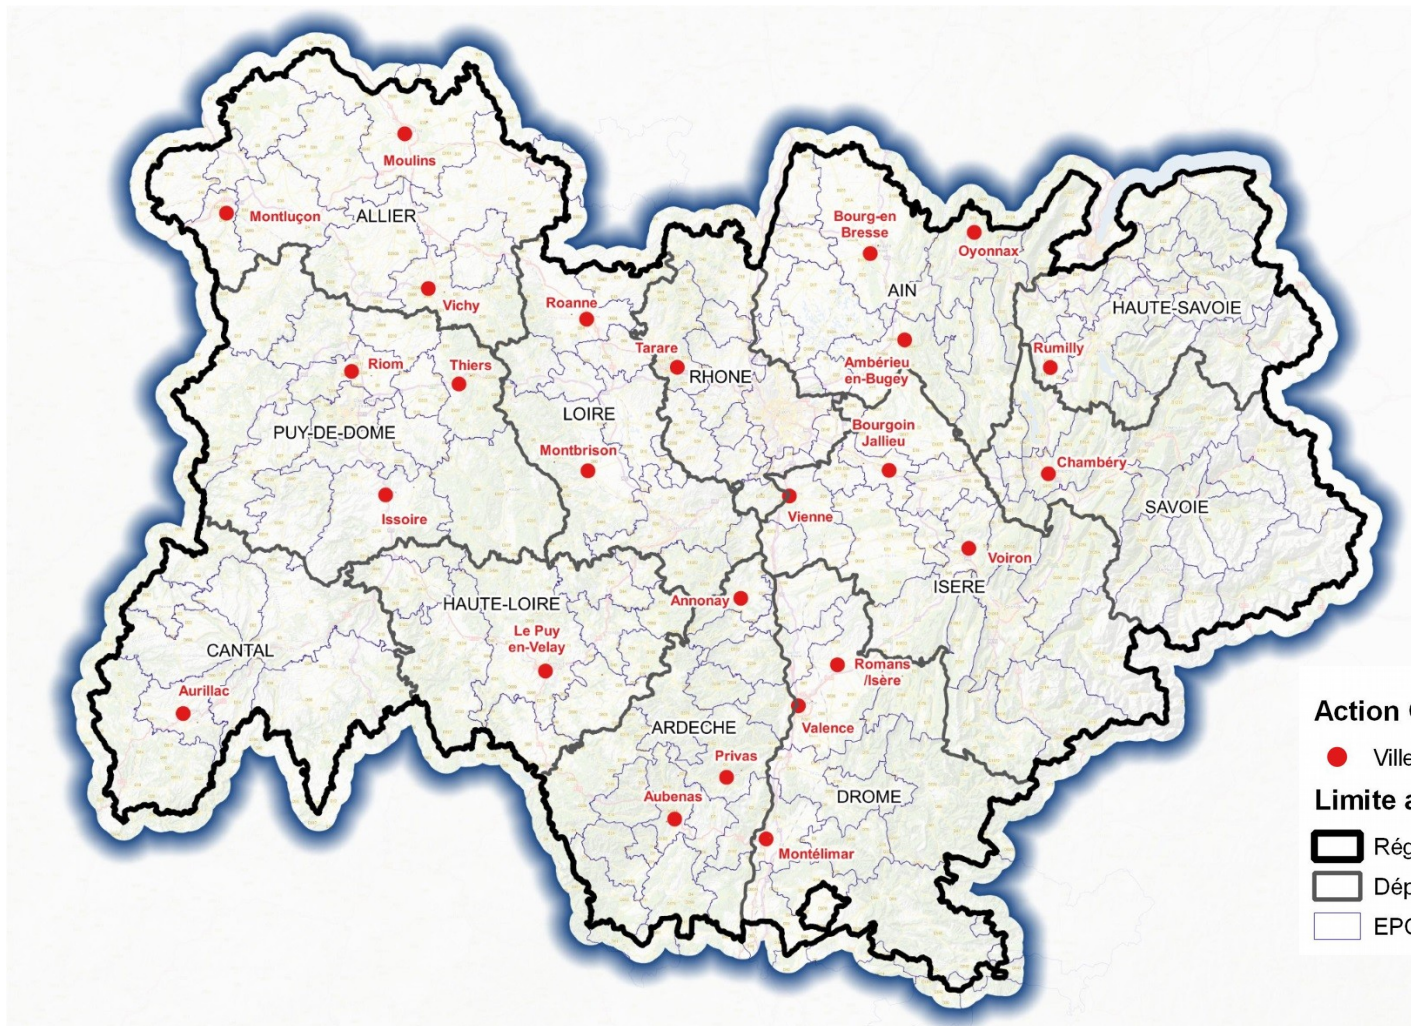 Moulins
Montluçon
ALLIER
Bourg-en
Bresse
Oyonnax
AIN
Vichy
Roanne
HAUTE-SAVOIE
Tarare
Rumilly
Riom
Thiers
RHONE
Ambérieu
en-Bugey
LOIRE
PUY-DE-DOME
Bourgoin
Jallieu
Montbrison
Chambéry
Issoire
Vienne
SAVOIE
Voiron
ISERE
HAUTE-LOIRE
Annonay
Le Puy
en-Velay
CANTAL
Romans
/Isère
Aurillac
ARDECHE
Valence
Privas
Aubenas
DROME
Montélimar
Action
Ville
Limite a
Rég
Dép
EPC